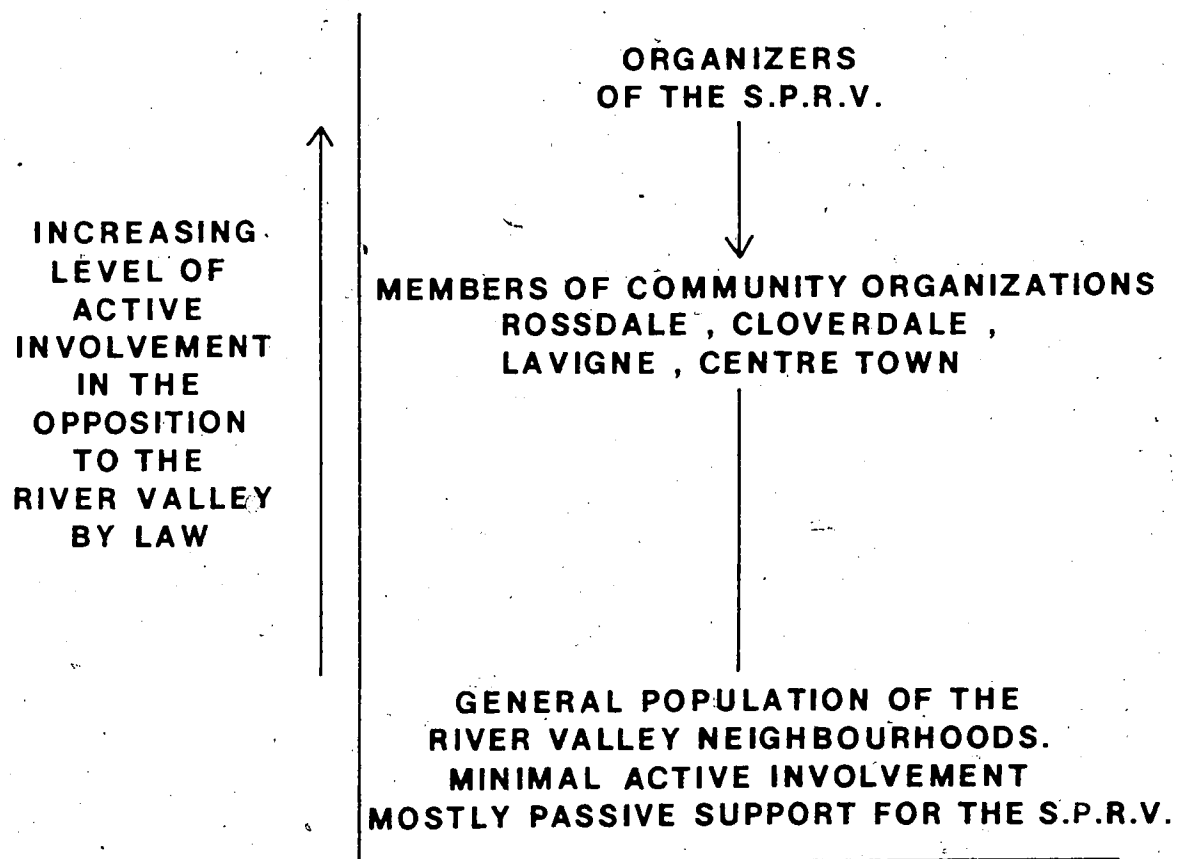 INCREASING
LEVEL OF
ACTIVE
INVOLVEMENT
IN THE
OPPOSITION
TO THE
RIVER VALLEY
BY LAW
ORGANIZERS
OF THE S.P.R.V.
MEMBERS OF COMMUNITY ORGANIZATIONS
ROSSDALE , CLOVERDALE ,
LAVIGNE , CENTRE TOWN
GENERAL POPULATION OF THE
RIVER VALLEY NEIGHBOURHOODS.
MINIMAL ACTIVE INVOLVEMENT
MOSTLY PASSIVE SUPPORT FOR THE S.P.R.V.